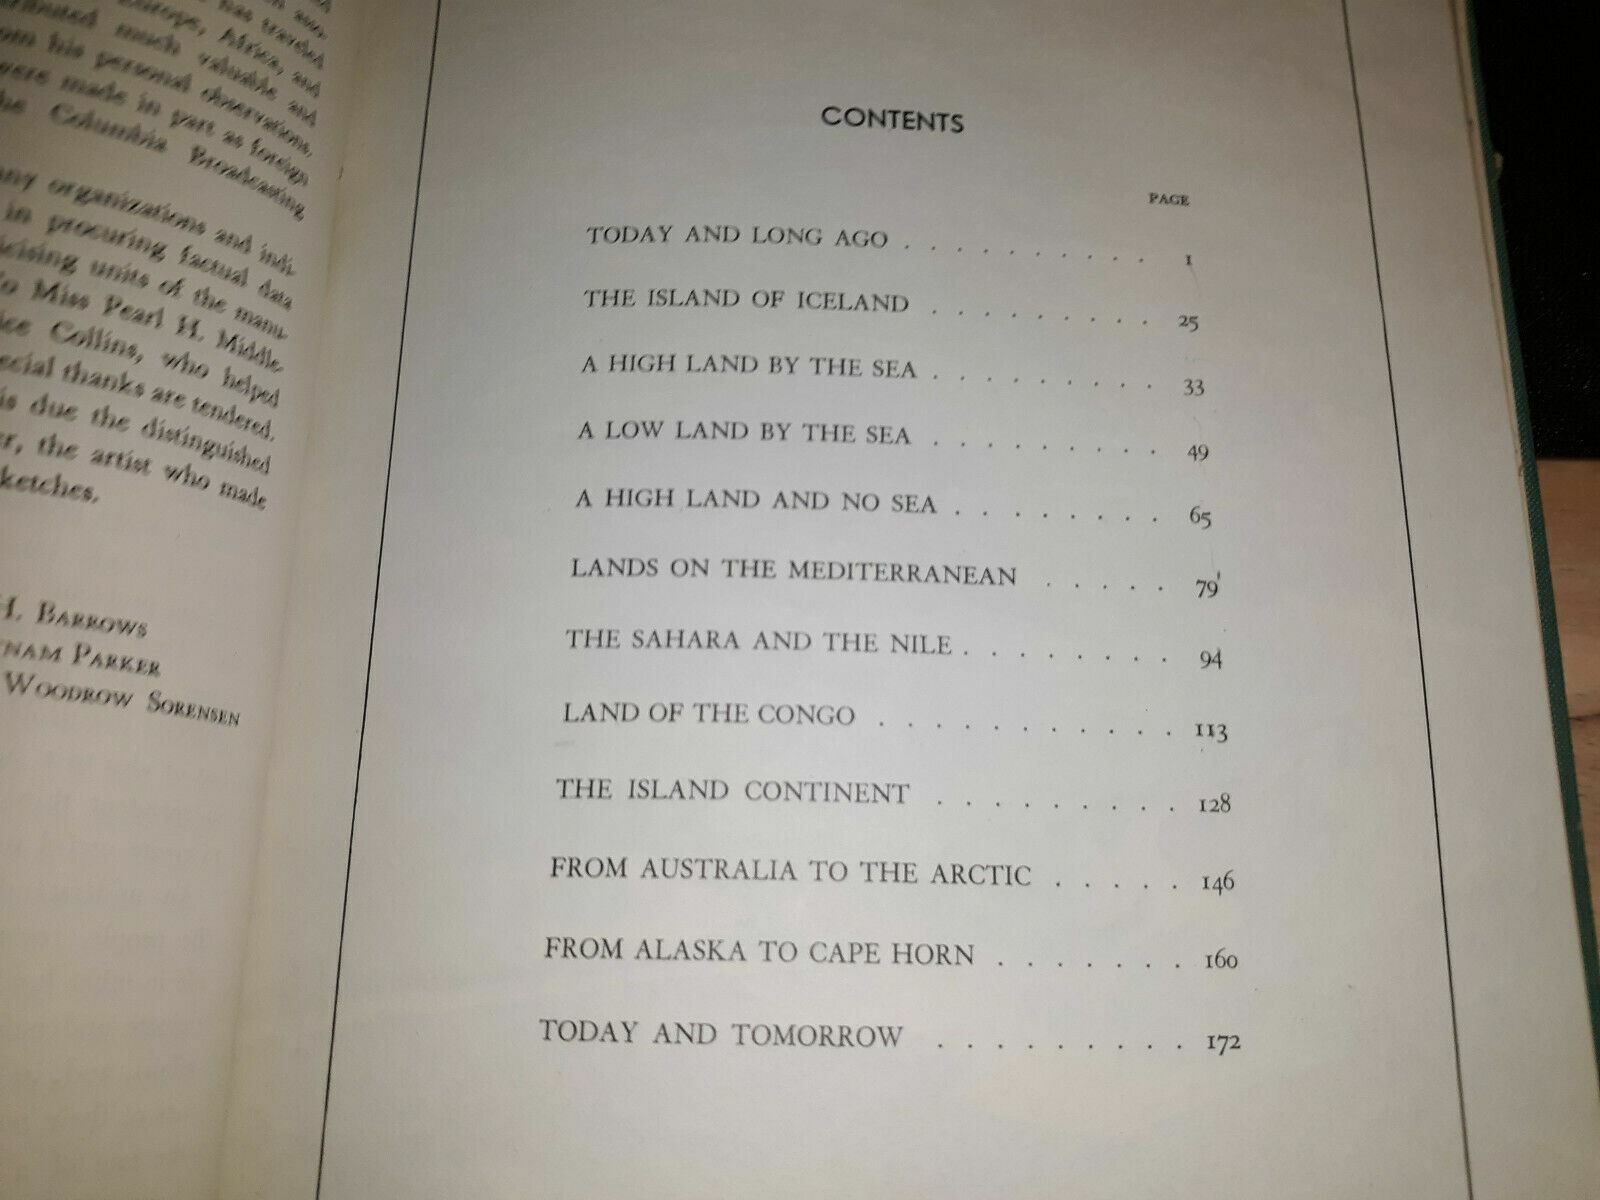 Europe, Africa, and
much valuable and
his personal observations,
were made in part as foreign
the Columbia Broadcasting
organizations and indi-
in procuring factual data
units of the manu-
To Miss Pearl H. Middle-
Collins, who helped
special thanks are tendered.
is due the distinguished
the artist who made
sketches.
H. BARROWS
PARKER
WOODROW SORENSEN
CONTENTS
PAGE
TODAY AND LONG AGO . . . . . . . . . 1
THE ISLAND OF ICELAND . . . . . . . . 25
A HIGH LAND BY THE SEA . . . . . . . . 33
A LOW LAND BY THE SEA . . . . . . . . 49
A HIGH LAND AND NO SEA . . . . . . . . 65
LANDS ON THE MEDITERRANEAN . . . . . 79
THE SAHARA AND THE NILE . . . . . . . . 94
LAND OF THE CONGO . . . . . . . . . . . 113
THE ISLAND CONTINENT . . . . . . . . . 128
FROM AUSTRALIA TO THE ARCTIC . . . . . 146
FROM ALASKA TO CAPE HORN . . . . . . . 160
TODAY AND TOMORROW . . . . . . . . . 172